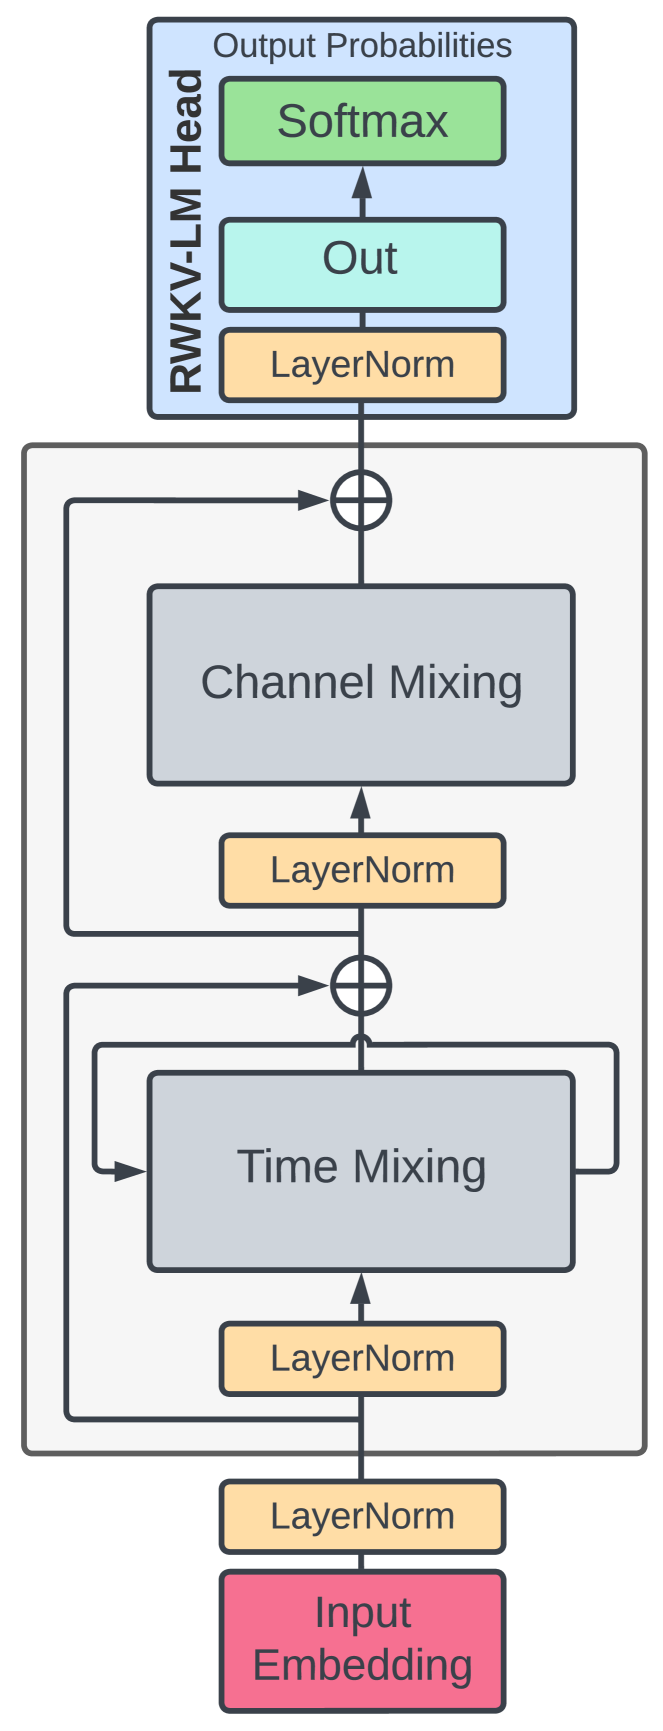 Output Probabilities
RWKV-LM Head
Softmax
Out
LayerNorm
Channel Mixing
LayerNorm
Time Mixing
LayerNorm
LayerNorm
Input
Embedding